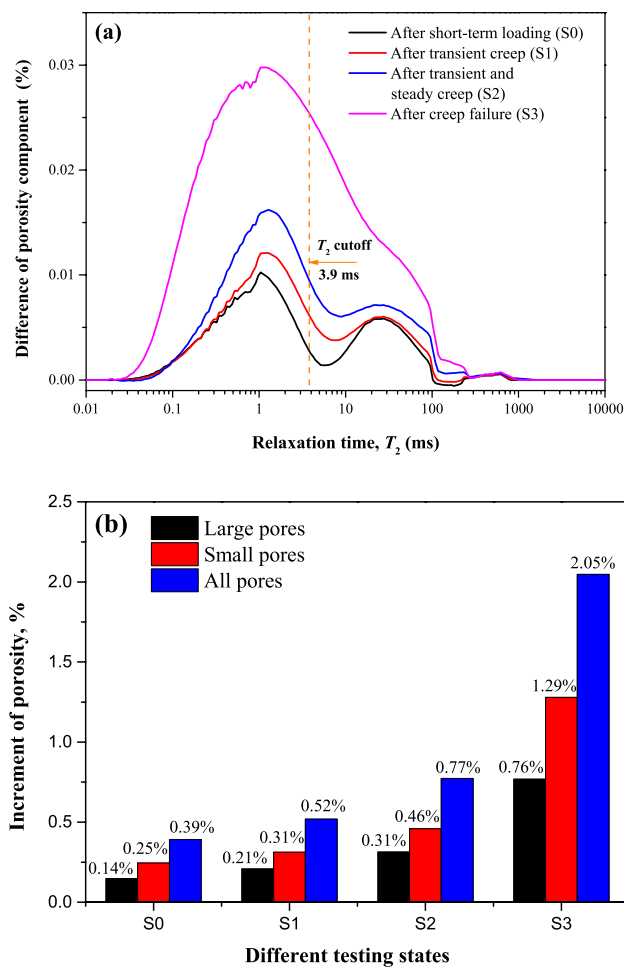 (a)
After short-term loading (S0)
After transient creep (S1)
After transient and
steady creep (S2)
After creep failure (S3)
Difference of porosity component (%)
0.03
0.02
0.01
0.00
T2 cutoff
3.9 ms
0.01 0.1 1 10 100 1000 10000
Relaxation time, T2 (ms)
(b)
Large pores
Small pores
All pores
Increment of porosity, %
2.5
2.0
1.5
1.0
0.5
0.0
0.14% 0.25% 0.39%
0.21% 0.31% 0.52%
0.31% 0.46% 0.77%
0.76% 1.29% 2.05%
S0 S1 S2 S3
Different testing states